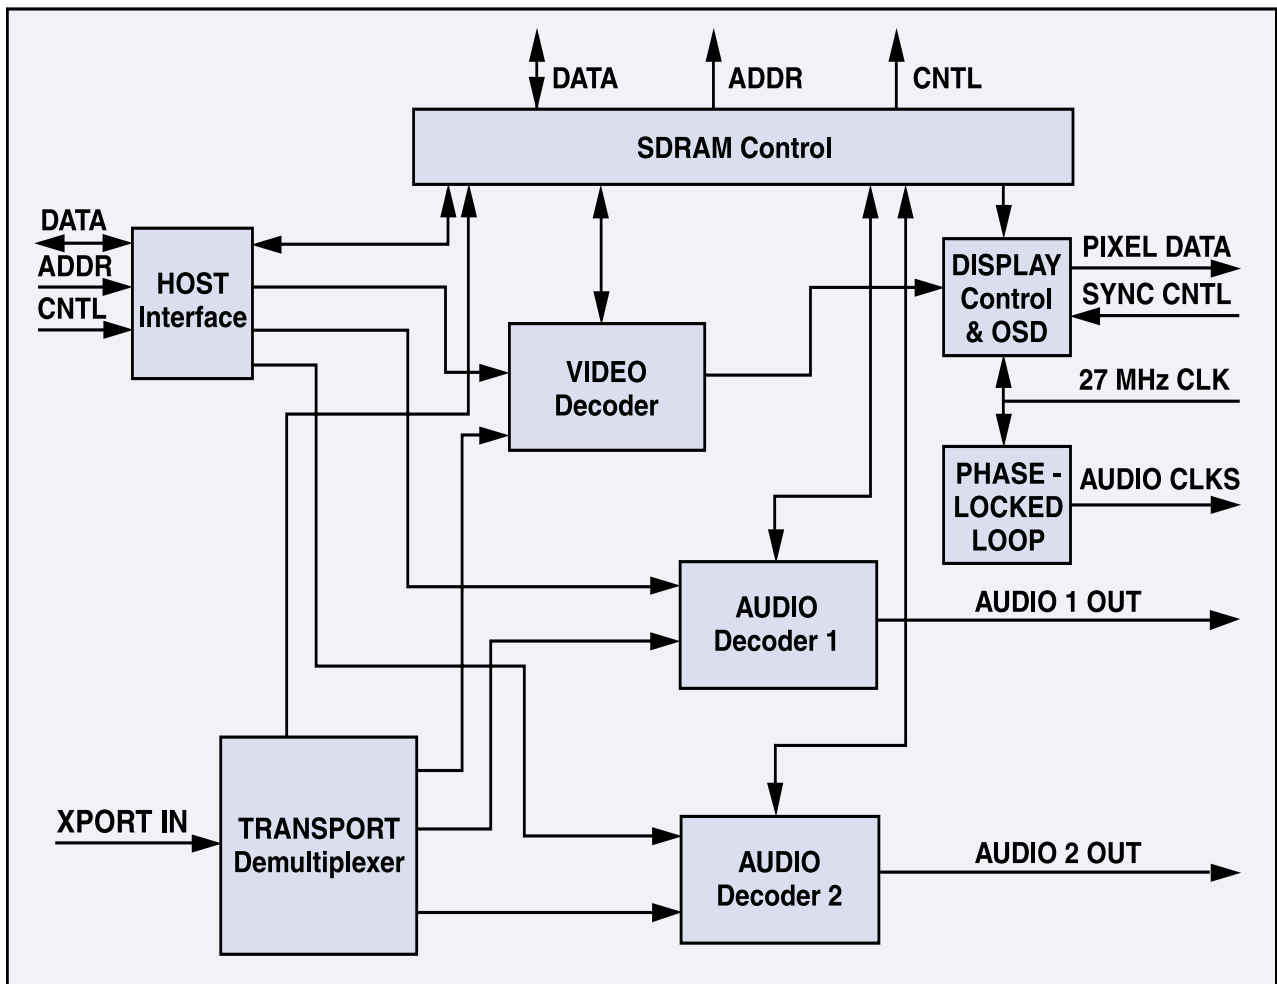 DATA
ADDR
CNTL
SDRAM Control
DATA
ADDR
CNTL
HOST
Interface
DISPLAY
Control
& OSD
PIXEL DATA
SYNC CNTL
27 MHz CLK
VIDEO
Decoder
PHASE -
LOCKED
LOOP
AUDIO CLKS
AUDIO
Decoder 1
AUDIO 1 OUT
XPORT IN
TRANSPORT
Demultiplexer
AUDIO
Decoder 2
AUDIO 2 OUT